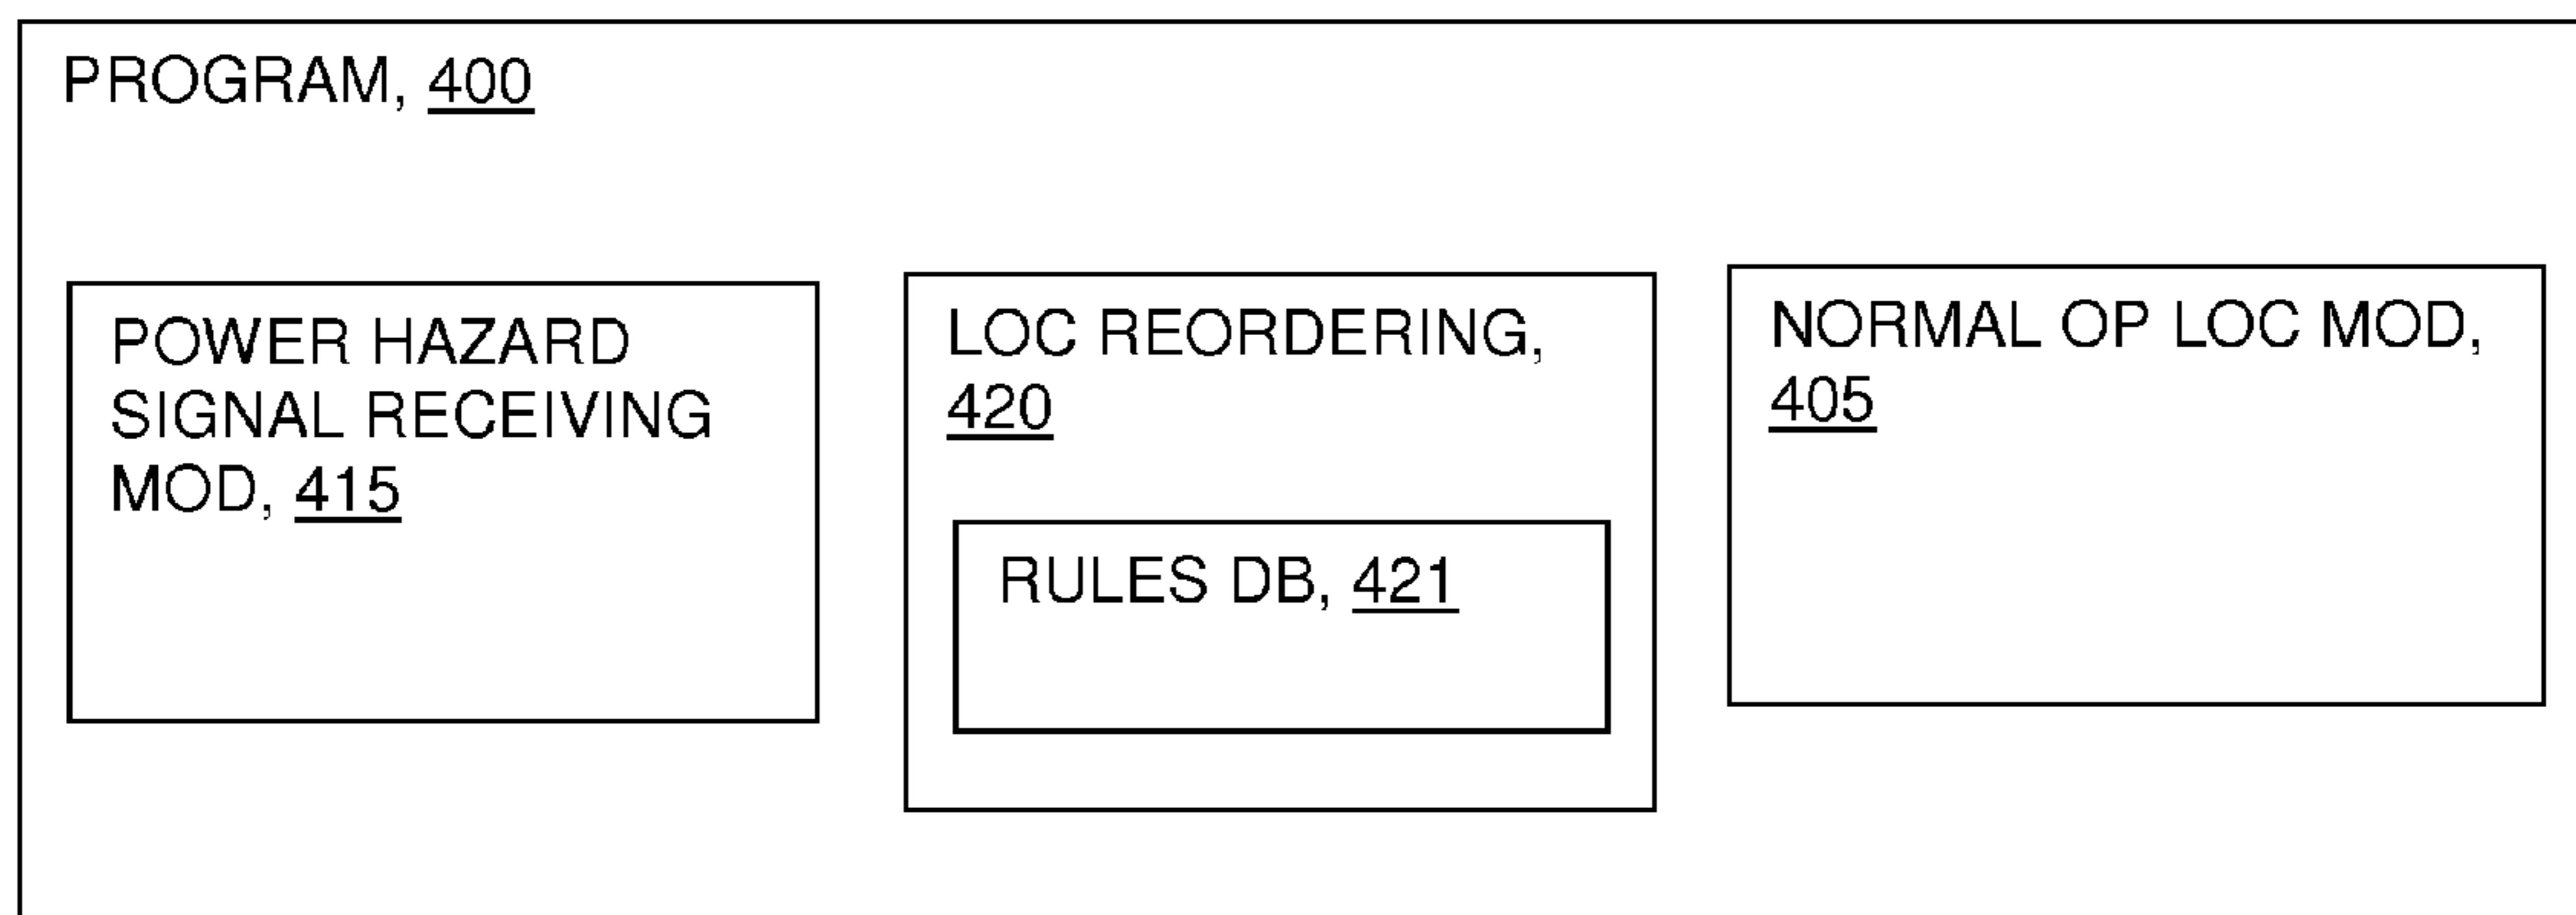 PROGRAM, 400
POWER HAZARD
SIGNAL RECEIVING
MOD, 415
LOC REORDERING,
420
RULES DB, 421
NORMAL OP LOC MOD,
405